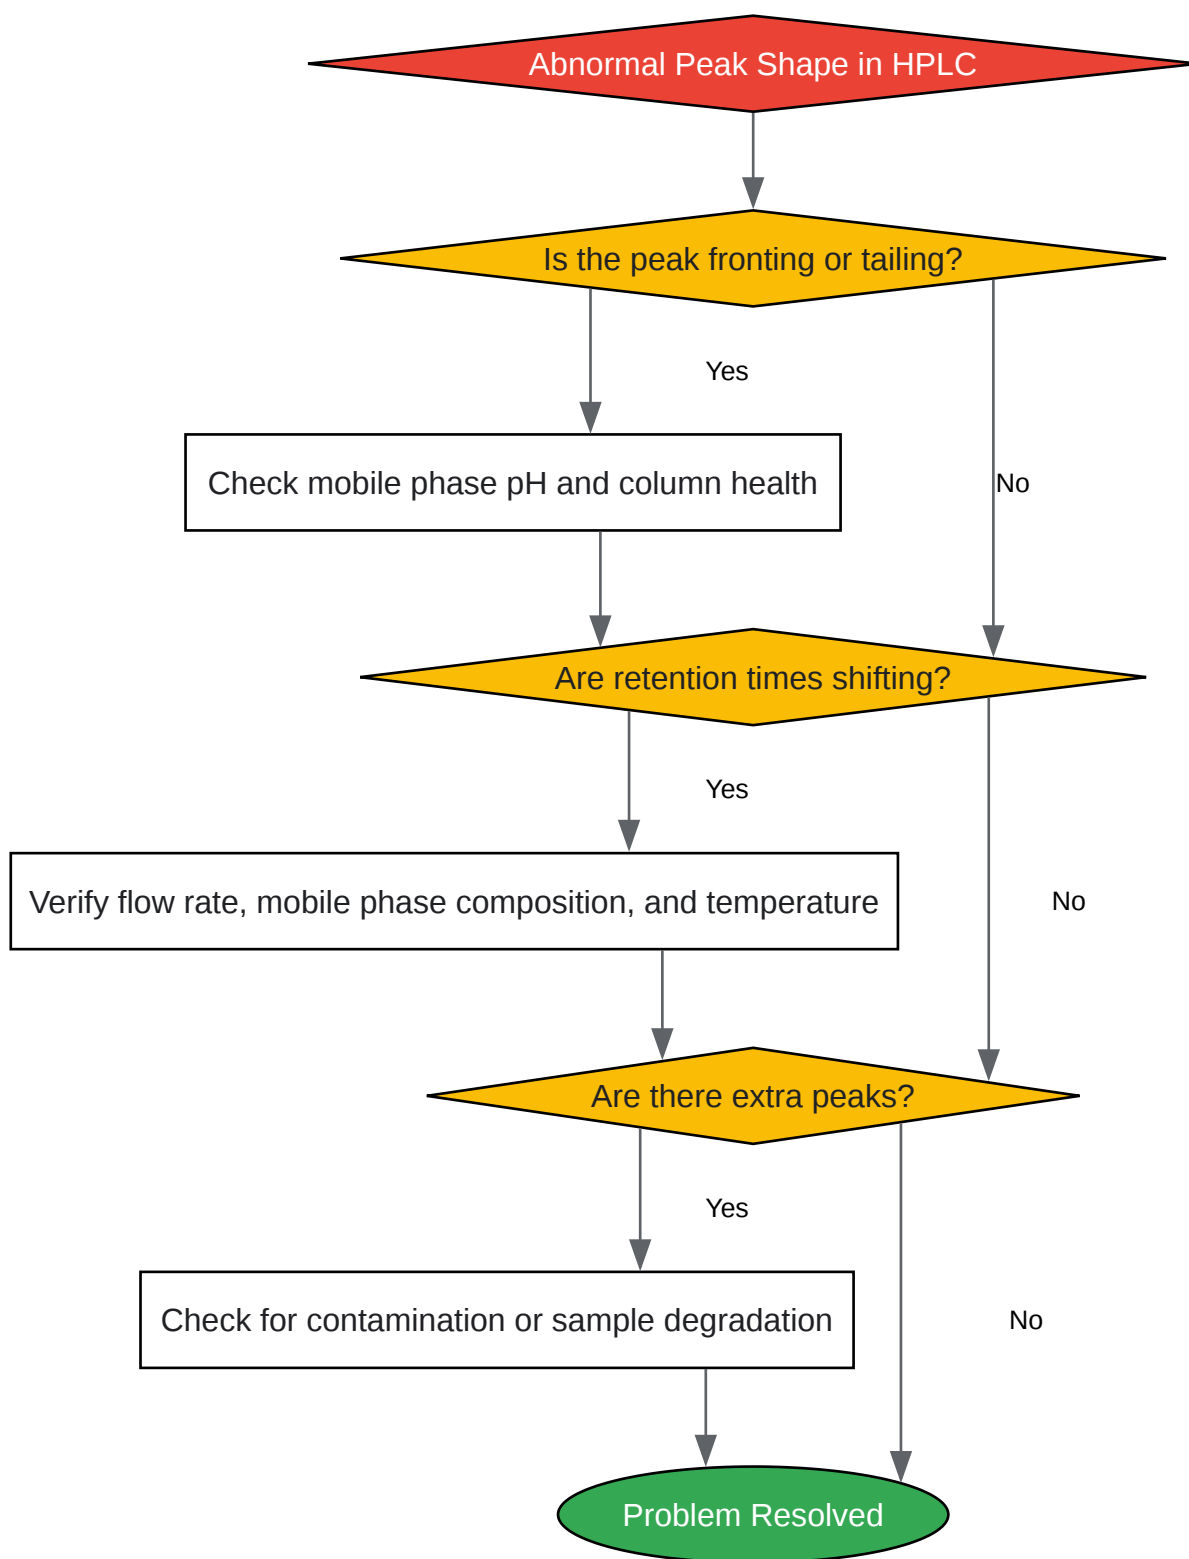 Abnormal Peak Shape in HPLC
Is the peak fronting or tailing?
Yes
Check mobile phase pH and column health
No
Are retention times shifting?
Yes
Verify flow rate, mobile phase composition, and temperature
No
Are there extra peaks?
Yes
Check for contamination or sample degradation
No
Problem Resolved